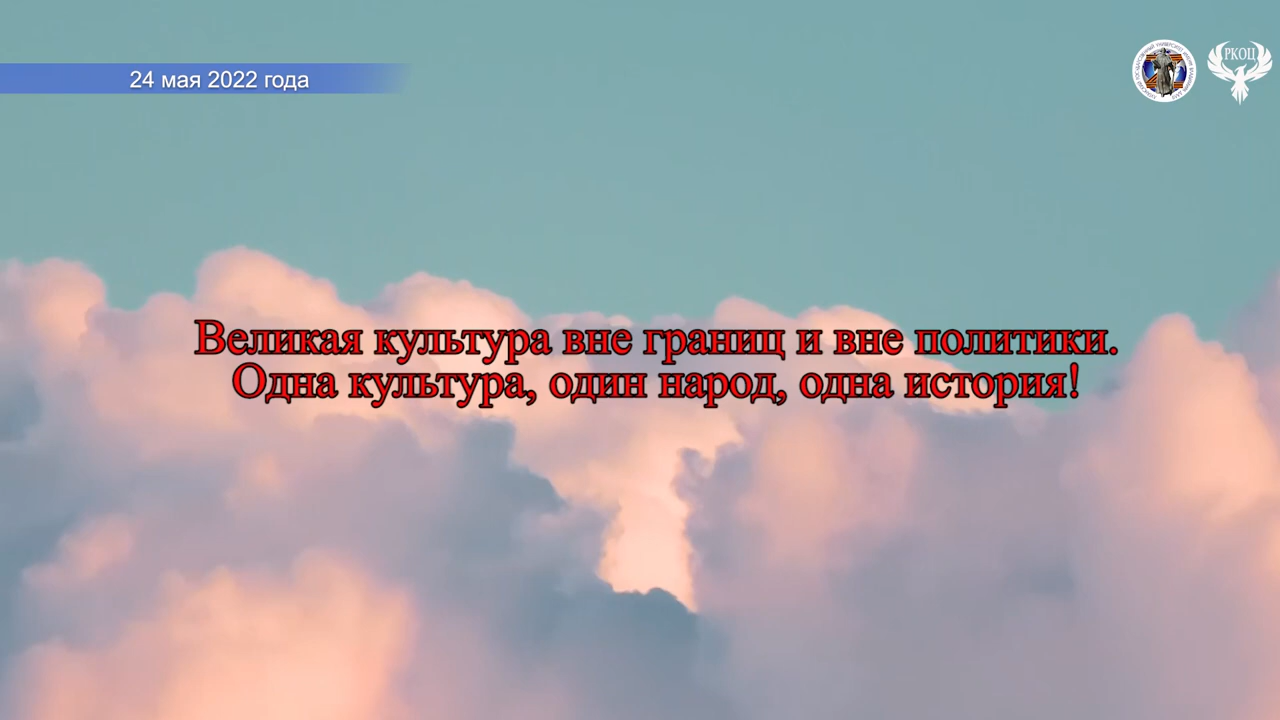 24 мая 2022 года
РКОЦ
Великая культура вне границ и вне политики.
Одна культура, один народ, одна история!